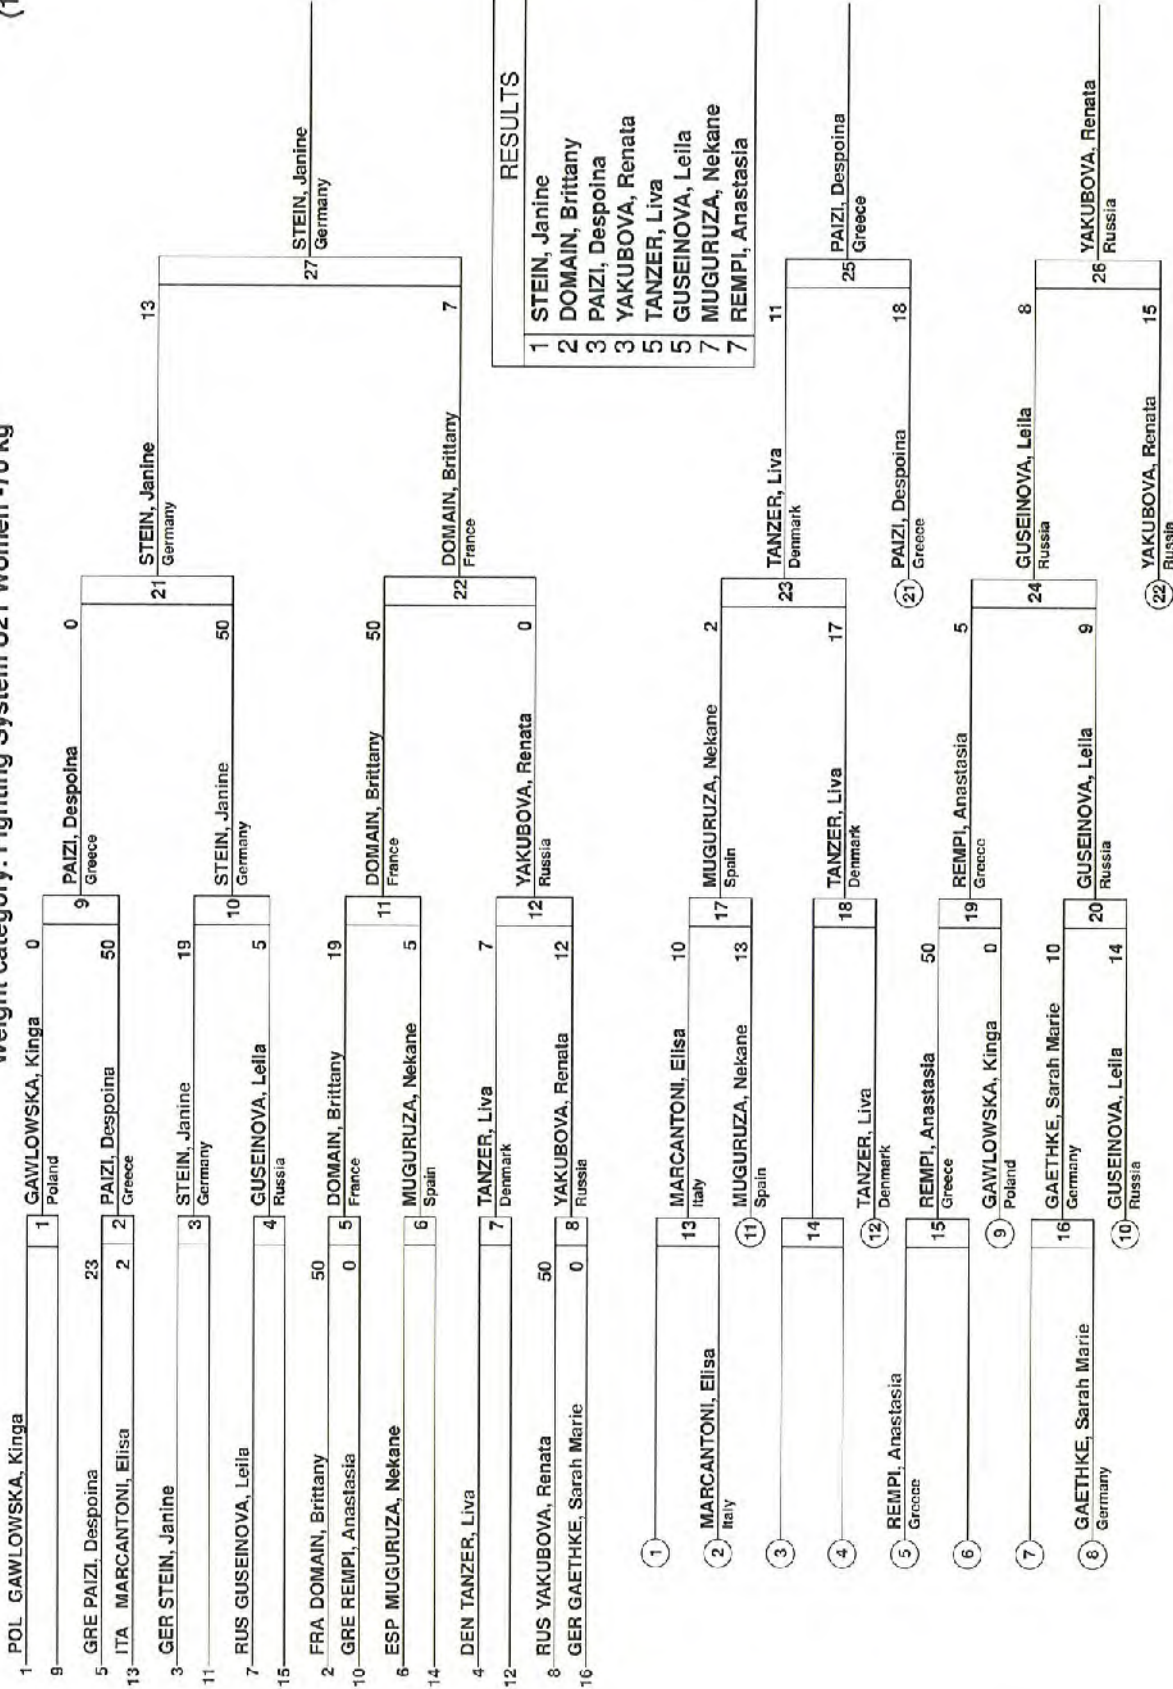 Weight category: Fighting System U21 Women -70 kg
1 POL GAWLOWSKA, Kinga
9
1
GAWLOWSKA, Kinga 0
Poland
5 GRE PAIZI, Despoina 23
13 ITA MARCANTONI, Elisa 2
2
PAIZI, Despoina 50
Greece
9
PAIZI, Despoina 0
Greece
3 GER STEIN, Janine
11
3
STEIN, Janine 19
Germany
7 RUS GUSEINOVA, Leila
15
4
GUSEINOVA, Leila 5
Russia
10
STEIN, Janine 50
Germany
21
STEIN, Janine 13
Germany
2 FRA DOMAIN, Brittany 50
10 GRE REMPI, Anastasia 0
5
DOMAIN, Brittany 19
France
6 ESP MUGURUZA, Nekane
14
6
MUGURUZA, Nekane 5
Spain
11
DOMAIN, Brittany 50
France
4 DEN TANZER, Liva
12
7
TANZER, Liva 7
Denmark
8 RUS YAKUBOVA, Renata 50
16 GER GAETHKE, Sarah Marie 0
8
YAKUBOVA, Renata 12
Russia
12
YAKUBOVA, Renata 0
Russia
22
DOMAIN, Brittany 7
France
27
STEIN, Janine
Germany
RESULTS
1 STEIN, Janine
2 DOMAIN, Brittany
3 PAIZI, Despoina
3 YAKUBOVA, Renata
5 TANZER, Liva
5 GUSEINOVA, Leila
7 MUGURUZA, Nekane
7 REMPI, Anastasia
1
2 MARCANTONI, Elisa
Italy
13
MARCANTONI, Elisa 10
Italy
11 MUGURUZA, Nekane 13
Spain
17
MUGURUZA, Nekane 2
Spain
3
4
14
12 TANZER, Liva
Denmark
18
TANZER, Liva 17
Denmark
23
TANZER, Liva 11
Denmark
21 PAIZI, Despoina 18
Greece
25
PAIZI, Despoina
Greece
5 REMPI, Anastasia
Greece
6
15
REMPI, Anastasia 50
Greece
9 GAWLOWSKA, Kinga 0
Poland
19
REMPI, Anastasia 5
Greece
7
8 GAETHKE, Sarah Marie
Germany
16
GAETHKE, Sarah Marie 10
Germany
10 GUSEINOVA, Leila 14
Russia
20
GUSEINOVA, Leila 9
Russia
24
GUSEINOVA, Leila 8
Russia
22 YAKUBOVA, Renata 15
Russia
26
YAKUBOVA, Renata
Russia